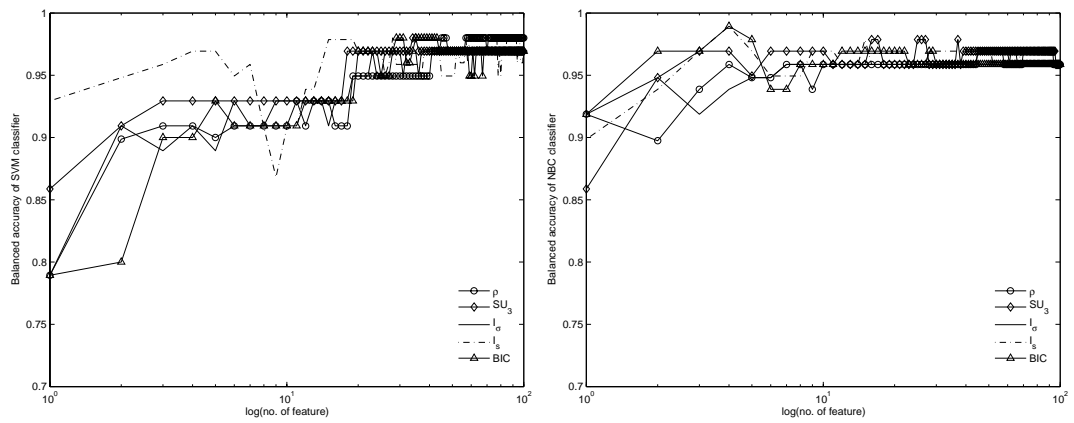 Balanced accuracy of SVM classifier
1
0.95
0.9
0.85
0.8
0.75
0.7
10^0
10^1
10^2
log(no. of feature)
ρ
SU_3
I_σ
I_s
BIC
Balanced accuracy of NBC classifier
1
0.95
0.9
0.85
0.8
0.75
0.7
10^0
10^1
10^2
log(no. of feature)
ρ
SU_3
I_σ
I_s
BIC